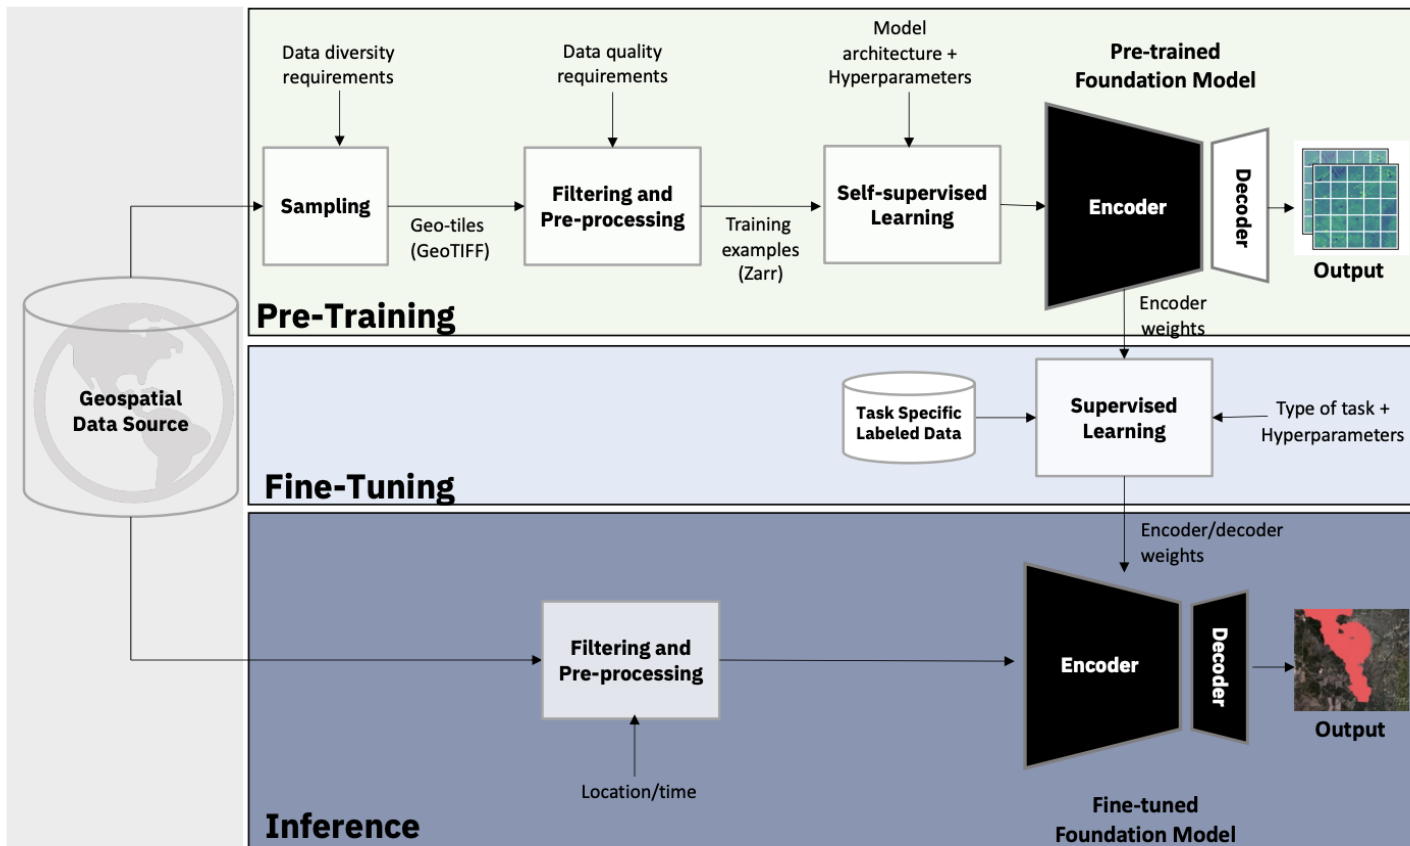 Data diversity
requirements
Data quality
requirements
Model
architecture +
Hyperparameters
Pre-trained
Foundation Model
Sampling
Geo-tiles
(GeoTIFF)
Filtering and
Pre-processing
Training
examples
(Zarr)
Self-supervised
Learning
Encoder
Decoder
Output
Pre-Training
Encoder
weights
Geospatial
Data Source
Task Specific
Labeled Data
Supervised
Learning
Type of task +
Hyperparameters
Fine-Tuning
Encoder/decoder
weights
Filtering and
Pre-processing
Encoder
Decoder
Output
Location/time
Inference
Fine-tuned
Foundation Model